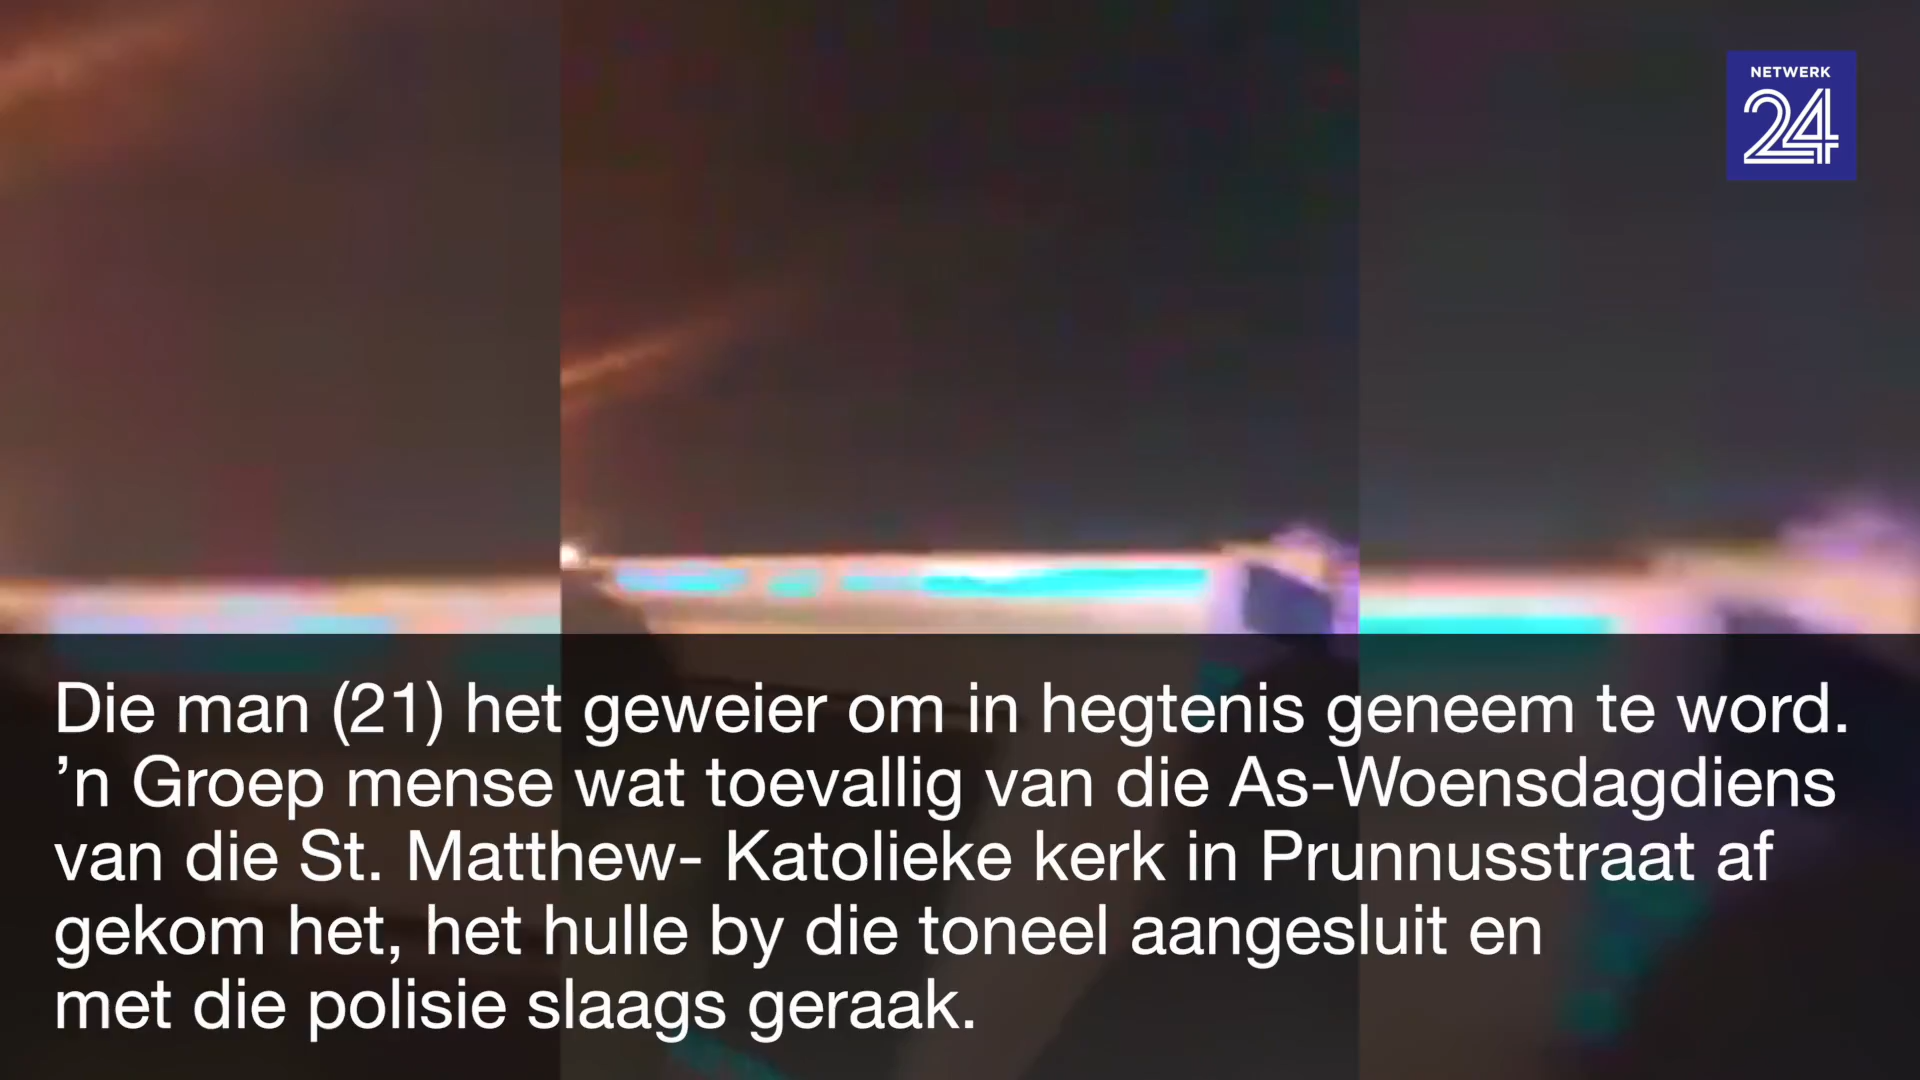 NETWERK
24
Die man (21) het geweier om in hegtenis geneem te word.
’n Groep mense wat toevallig van die As-Woensdagdiens
van die St. Matthew- Katolieke kerk in Prunnusstraat af
gekom het, het hulle by die toneel aangesluit en
met die polisie slaags geraak.